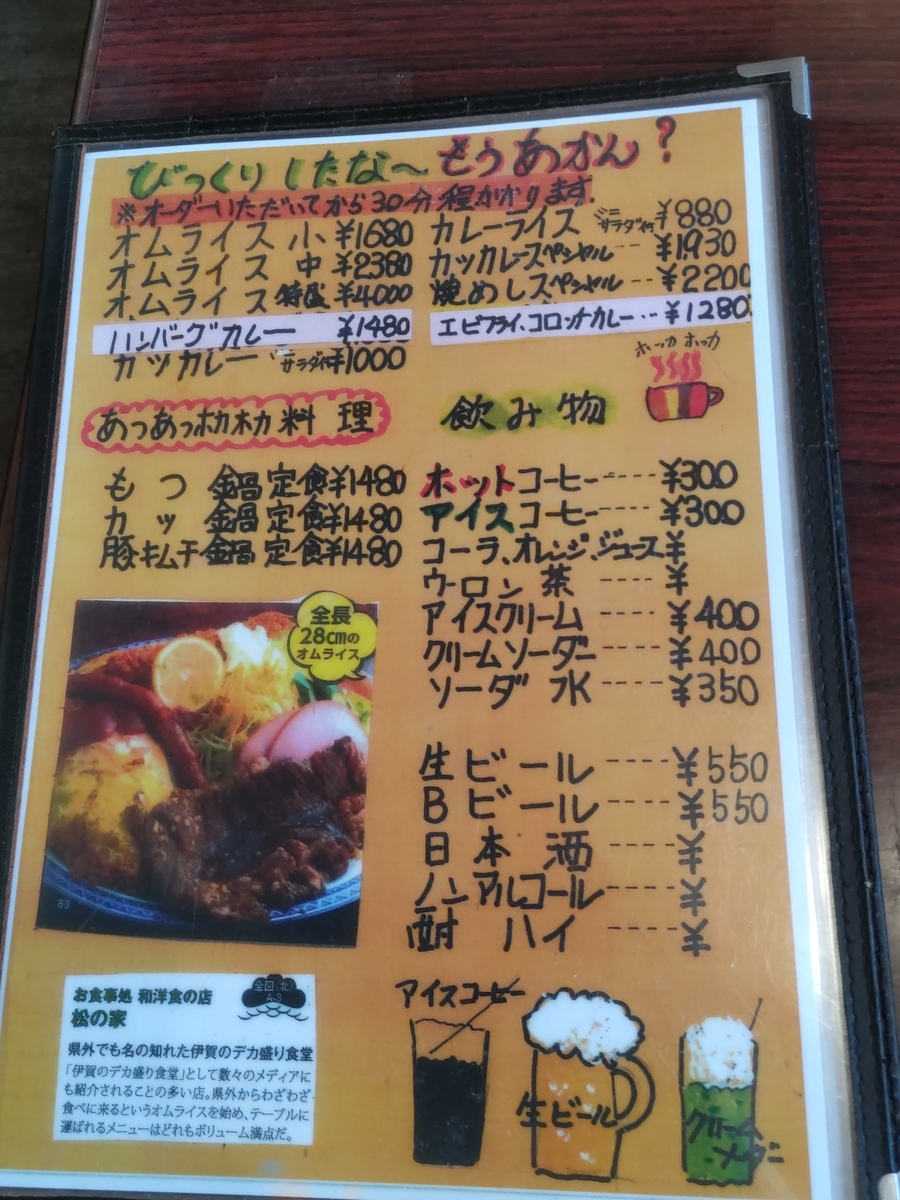 びっくりしたな～もうあかん?
※オーダーいただいてから30分程かかります.
オムライス 小 ¥1680
オムライス 中 ¥2380
オムライス 特盛 ¥4000
ハンバーグカレー ¥1480
カツカレー サラダ付 ¥1000
カレーライス ミニサラダ付 ¥880
カツカレースペシャル-- ¥1,930
焼めしスペシャル --- ¥2200
エビフライ、コロッケカレー… ¥1280
ホッカ ホッカ
あっあっホカホカ料理
もつ鍋定食 ¥1480
カツ鍋定食 ¥1480
豚キムチ鍋定食 ¥1480
飲み物
ホットコーヒー---- ¥300
アイスコーヒー---- ¥300
コーラ、オレンジジュース ¥
ウーロン茶 ---- ¥
アイスクリーム ---- ¥400
クリームソーダー ---- ¥400
ソーダ水 ---- ¥350
生ビール ---- ¥550
Bビール ---- ¥550
日本酒 ---- ¥
ノンアルコール ---- ¥
酎ハイ ---- ¥
全長
28cmの
オムライス
83
お食事処 和洋食の店
松の家
全図(北)
A-3
県外でも名の知れた伊賀のデカ盛り食堂
「伊賀のデカ盛り食堂」として数々のメディアに
も紹介されることの多い店。県外からわざわざ
食べに来るというオムライスを始め、テーブルに
運ばれるメニューはどれもボリューム満点だ。
アイスコーヒー
生ビール
クリーム
ソーダー